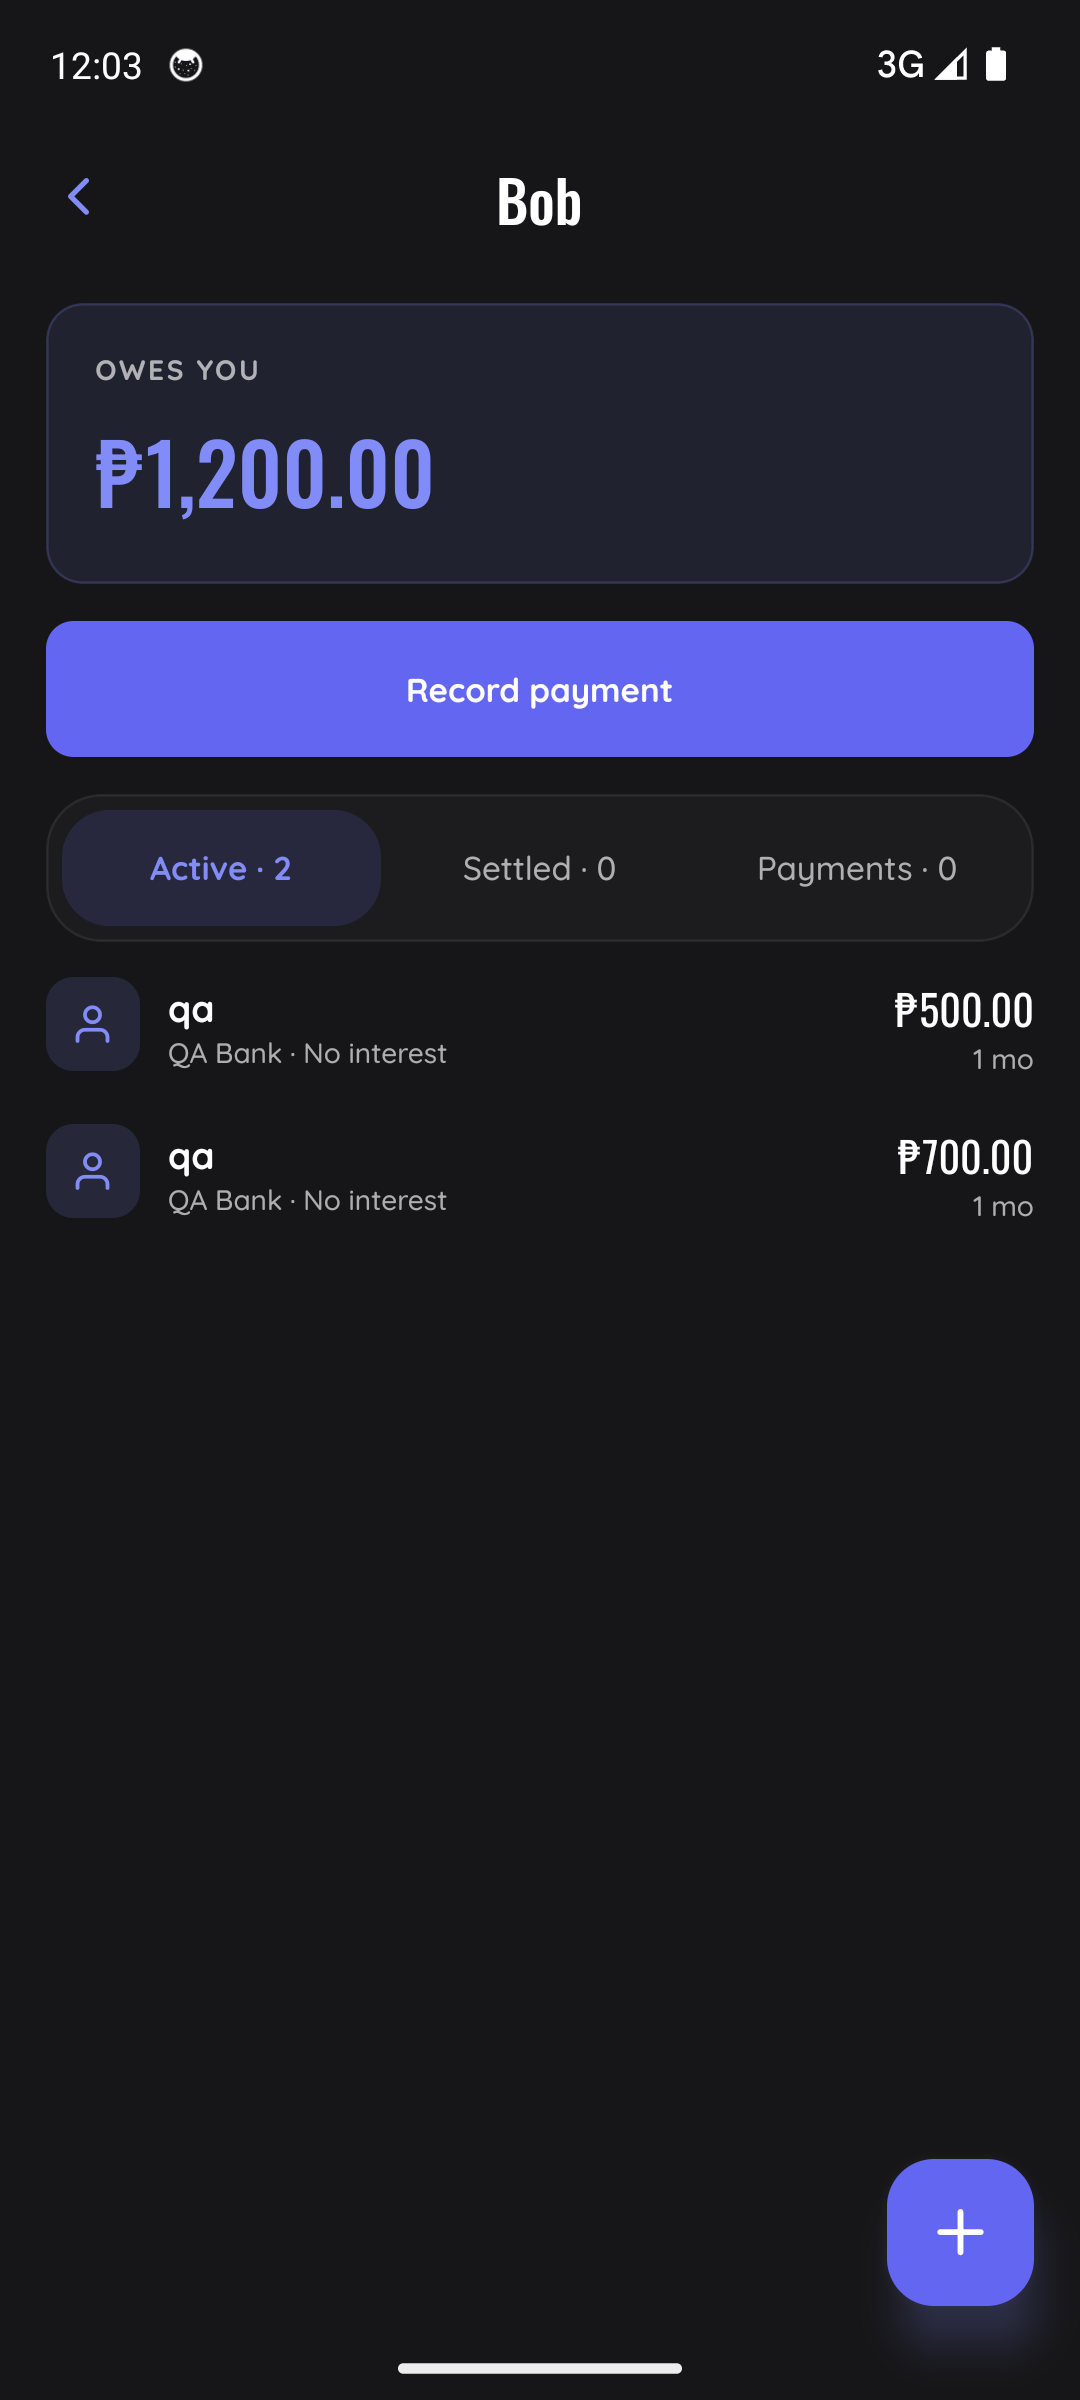 12:03
3G
Bob
OWES YOU
₱1,200.00
Record payment
Active · 2
Settled · 0
Payments · 0
qa
₱500.00
QA Bank · No interest
1 mo
qa
₱700.00
QA Bank · No interest
1 mo